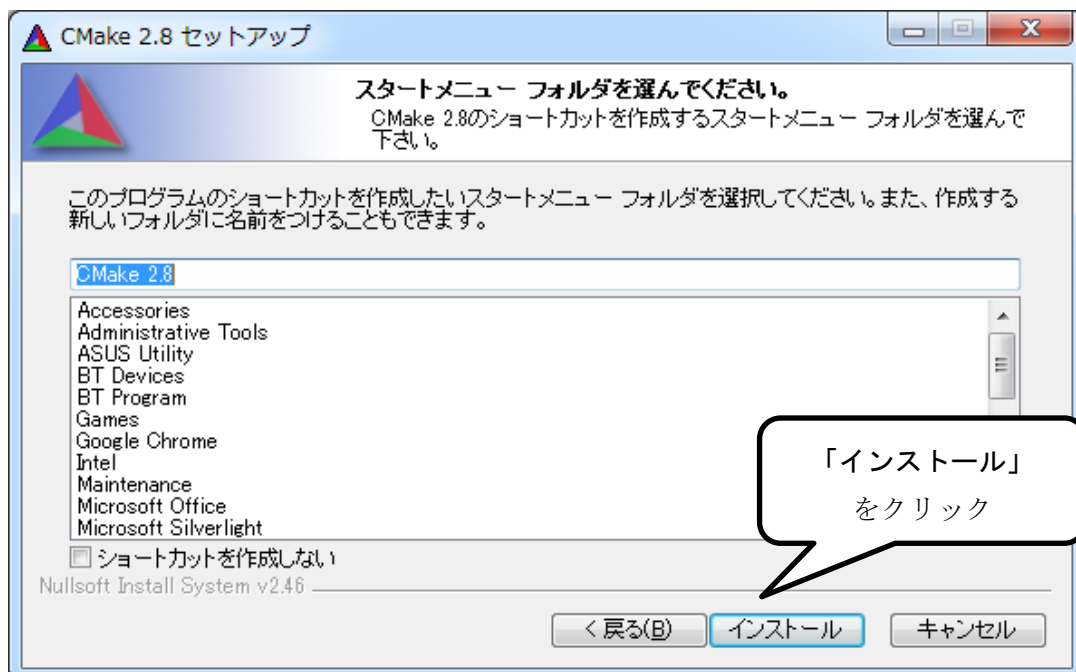 CMake 2.8 セットアップ
スタートメニュー フォルダを選んでください。
CMake 2.8のショートカットを作成するスタートメニュー フォルダを選んで
下さい。
このプログラムのショートカットを作成したいスタートメニュー フォルダを選択してください。また、作成する
新しいフォルダに名前をつけることもできます。
CMake 2.8
Accessories
Administrative Tools
ASUS Utility
BT Devices
BT Program
Games
Google Chrome
Intel
Maintenance
Microsoft Office
Microsoft Silverlight
「インストール」
をクリック
ショートカットを作成しない
Nullsoft Install System v2.46
< 戻る(B)
インストール
キャンセル